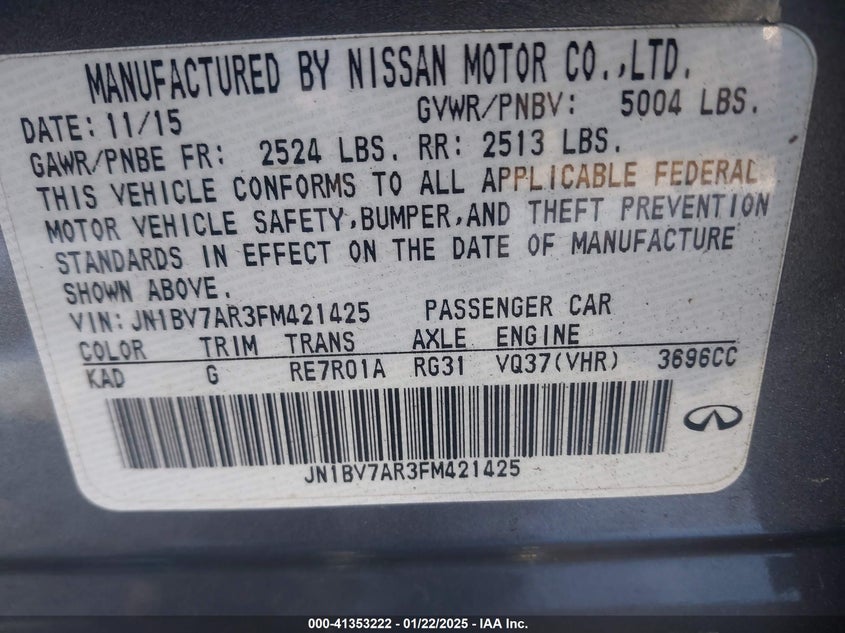 MANUFACTURED BY NISSAN MOTOR CO.,LTD.
DATE: 11/15 GVWR/PNBV: 5004 LBS.
GAWR/PNBE FR: 2524 LBS. RR: 2513 LBS.
THIS VEHICLE CONFORMS TO ALL APPLICABLE FEDERAL
MOTOR VEHICLE SAFETY,BUMPER,AND THEFT PREVENTION
STANDARDS IN EFFECT ON THE DATE OF MANUFACTURE
SHOWN ABOVE.
VIN:JN1BV7AR3FM421425 PASSENGER CAR
COLOR TRIM TRANS AXLE ENGINE
KAD G RE7R01A RG31 VQ37(VHR) 3696CC
JN1BV7AR3FM421425
000-41353222 - 01/22/2025 - IAA Inc.